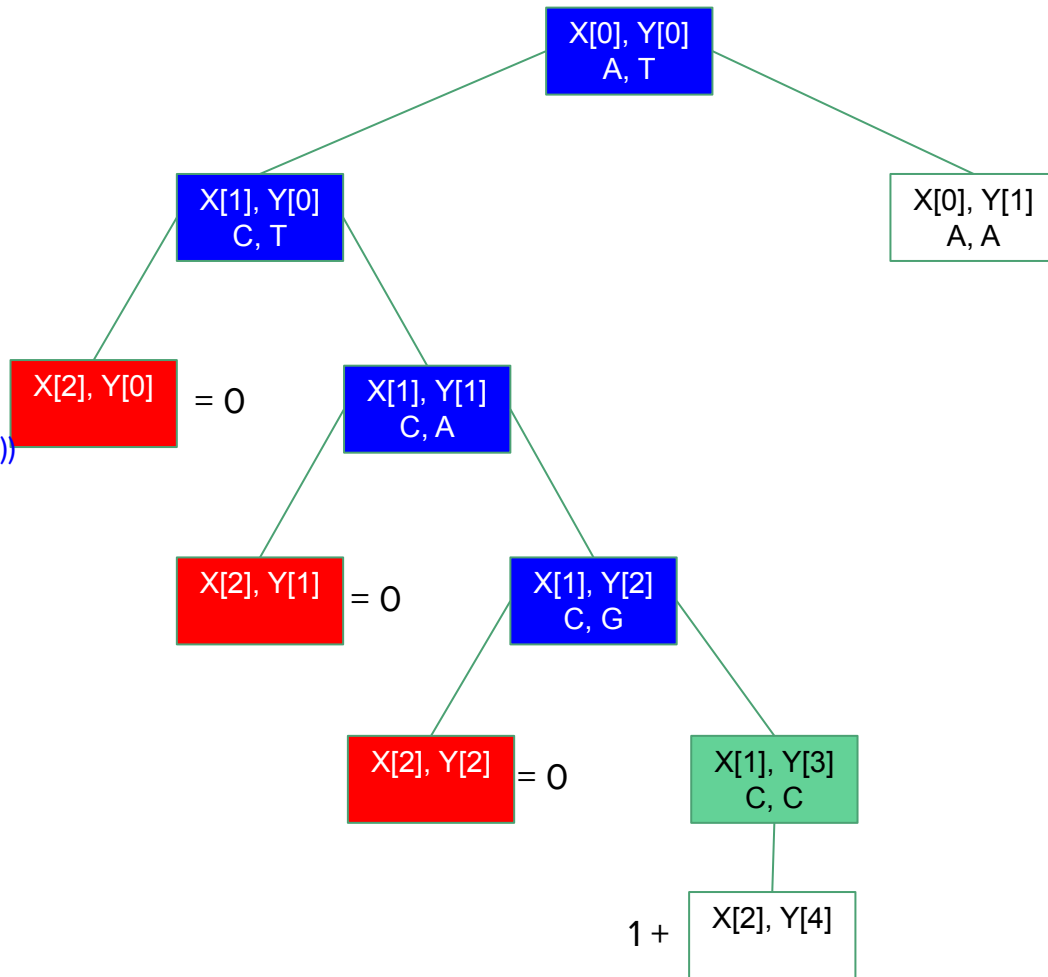 X[0], Y[0]
A, T
X[1], Y[0]
C, T
X[0], Y[1]
A, A
X[2], Y[0]
= 0
X[1], Y[1]
C, A
))
X[2], Y[1]
= 0
X[1], Y[2]
C, G
X[2], Y[2]
= 0
X[1], Y[3]
C, C
1 +
X[2], Y[4]